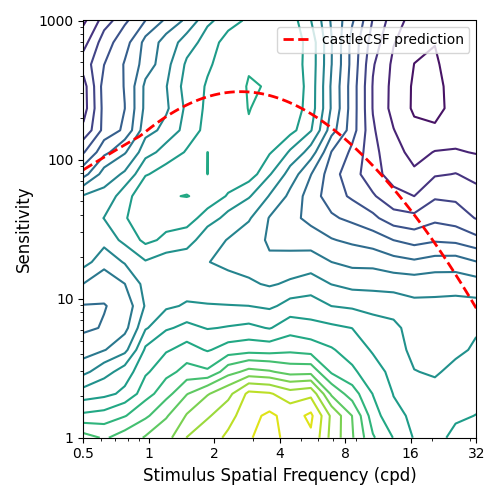 1000
castleCSF prediction
100
Sensitivity
10
1
0.5 1 2 4 8 16 32
Stimulus Spatial Frequency (cpd)